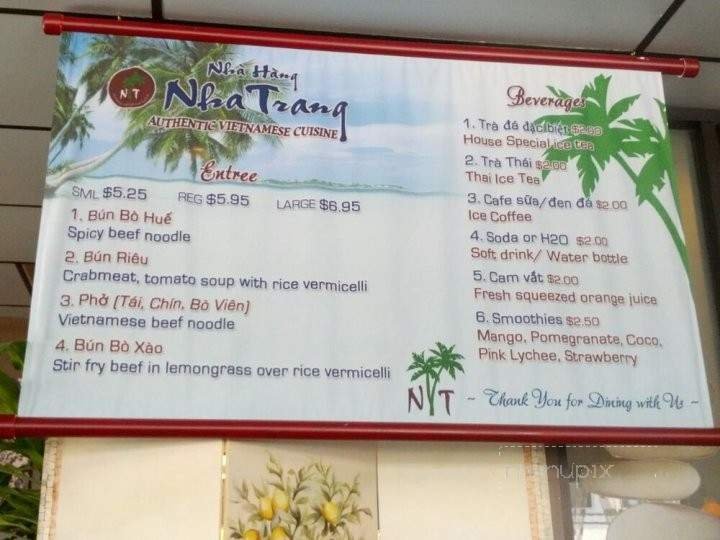 Nhà Hàng
Nha Trang
AUTHENTIC VIETNAMESE CUISINE
N T
Entree
SML $5.25 REG $5.95 LARGE $6.95
1. Bún Bò Huế
Spicy beef noodle
2. Bún Riêu
Crabmeat, tomato soup with rice vermicelli
3. Phở (Tái, Chín, Bò Viên)
Vietnamese beef noodle
4. Bún Bò Xào
Stir fry beef in lemongrass over rice vermicelli
Beverages
1. Trà đá đặc biệt $2.00
House Special ice tea
2. Trà Thái $2.00
Thai Ice Tea
3. Cafe sữa/đen đá $2.00
Ice Coffee
4. Soda or H2O $2.00
Soft drink/ Water bottle
5. Cam vắt $2.00
Fresh squeezed orange juice
6. Smoothies $2.50
Mango, Pomegranate, Coco,
Pink Lychee, Strawberry
N T
~ Thank You for Dining with Us ~
menupix